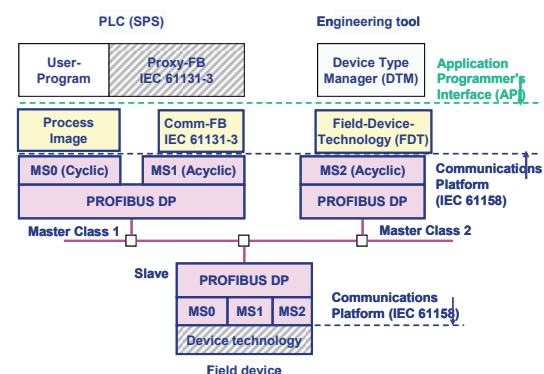 PLC (SPS)
Engineering tool
User-
Program
Proxy-FB
IEC 61131-3
Device Type
Manager (DTM)
Application
Programmer's
Interface (API)
Process
Image
Comm-FB
IEC 61131-3
Field-Device-
Technology (FDT)
MS0 (Cyclic)
MS1 (Acyclic)
MS2 (Acyclic)
Communications
Platform
(IEC 61158)
PROFIBUS DP
PROFIBUS DP
Master Class 1
Master Class 2
Slave
PROFIBUS DP
MS0
MS1
MS2
Communications
Platform (IEC 61158)
Device technology
Field device